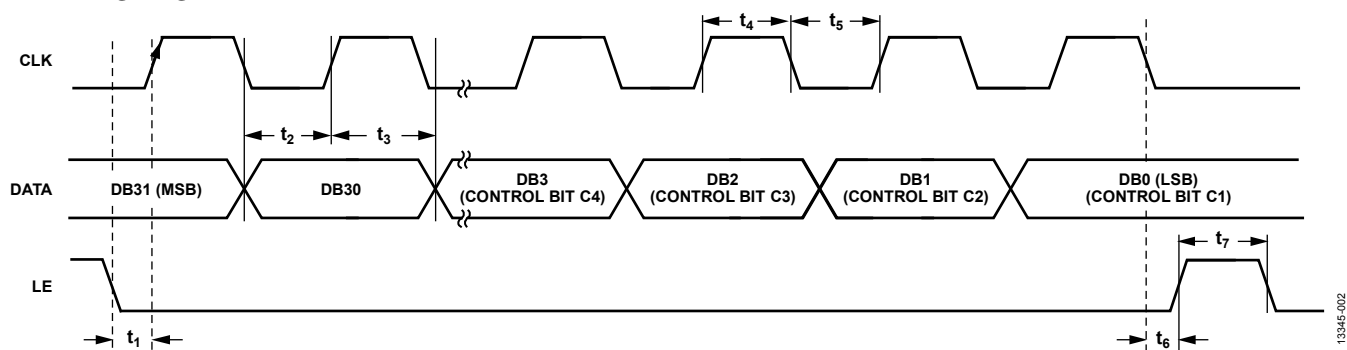 t4
t5
CLK
t2
t3
DATA
DB31 (MSB)
DB30
DB3
(CONTROL BIT C4)
DB2
(CONTROL BIT C3)
DB1
(CONTROL BIT C2)
DB0 (LSB)
(CONTROL BIT C1)
t7
LE
t1
t6
13345-002